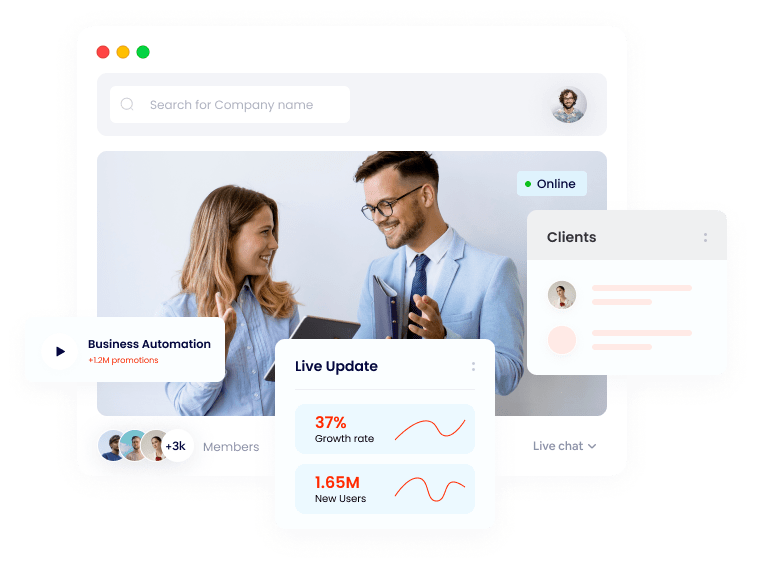 Search for Company name
Online
Clients
Business Automation
+1.2M promotions
Live Update
37%
Growth rate
1.65M
New Users
+3k
Members
Live chat